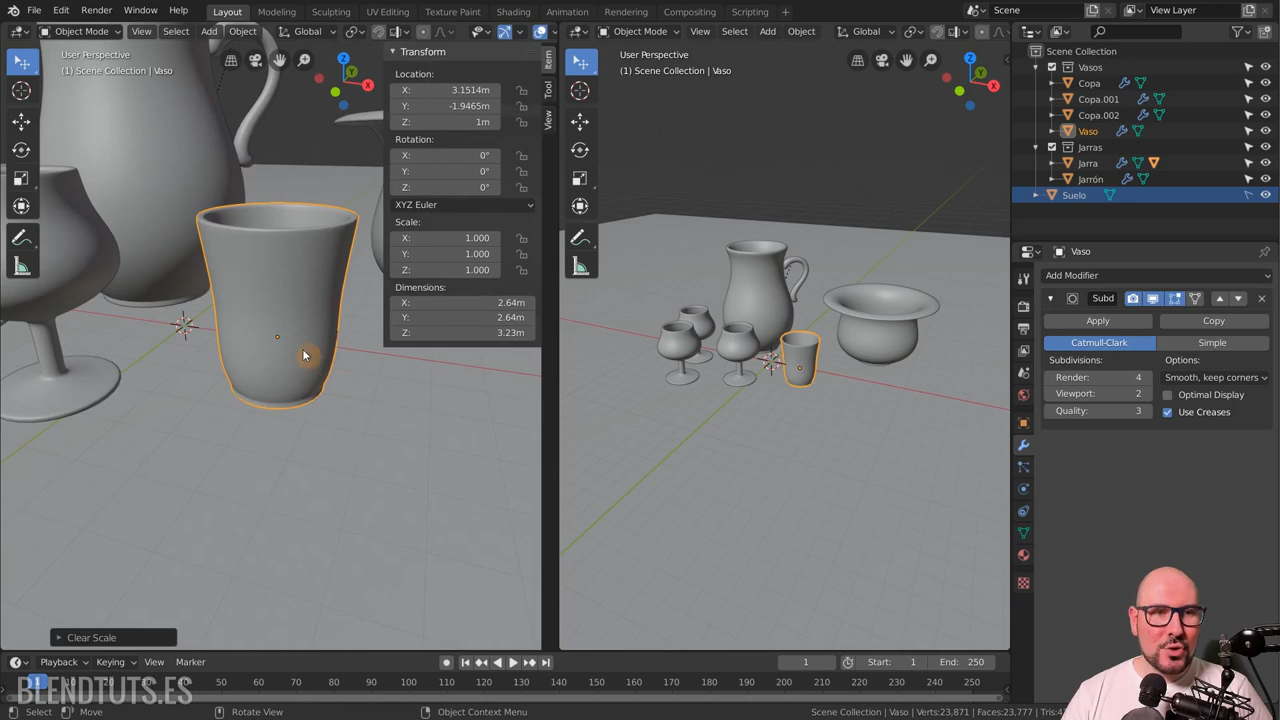 File Edit Render Window Help Layout Modeling Sculpting UV Editing Texture Paint Shading Animation Rendering Compositing Scripting + Scene View Layer
Object Mode View Select Add Object Global
Object Mode View Select Add Object Global
User Perspective
(1) Scene Collection | Vaso
User Perspective
(1) Scene Collection | Vaso
Transform
Location:
X: 3.1514m
Y: -1.9465m
Z: 1m
Rotation:
X: 0°
Y: 0°
Z: 0°
XYZ Euler
Scale:
X: 1.000
Y: 1.000
Z: 1.000
Dimensions:
X: 2.64m
Y: 2.64m
Z: 3.23m
Item
Tool
View
Z
Y
X
Z
Y
X
Clear Scale
Scene Collection
Vasos
Copa
Copa.001
Copa.002
Vaso
Jarras
Jarra
Jarrón
Suelo
Vaso
Add Modifier
Subd
Apply Copy
Catmull-Clark Simple
Subdivisions: Options:
Render: 4 Smooth, keep corners
Viewport: 2 Optimal Display
Quality: 3 Use Creases
Playback Keying View Marker 1 Start: 1 End: 250
1 10 20 30 40 50 60 70 80 90 100 110 120 130 140 150 160 170 180 190 200 210 220 230 240 250
BLENDTUTS.ES
Select Move Rotate View Object Context Menu Scene Collection | Vaso | Verts:23,871 | Faces:23,777